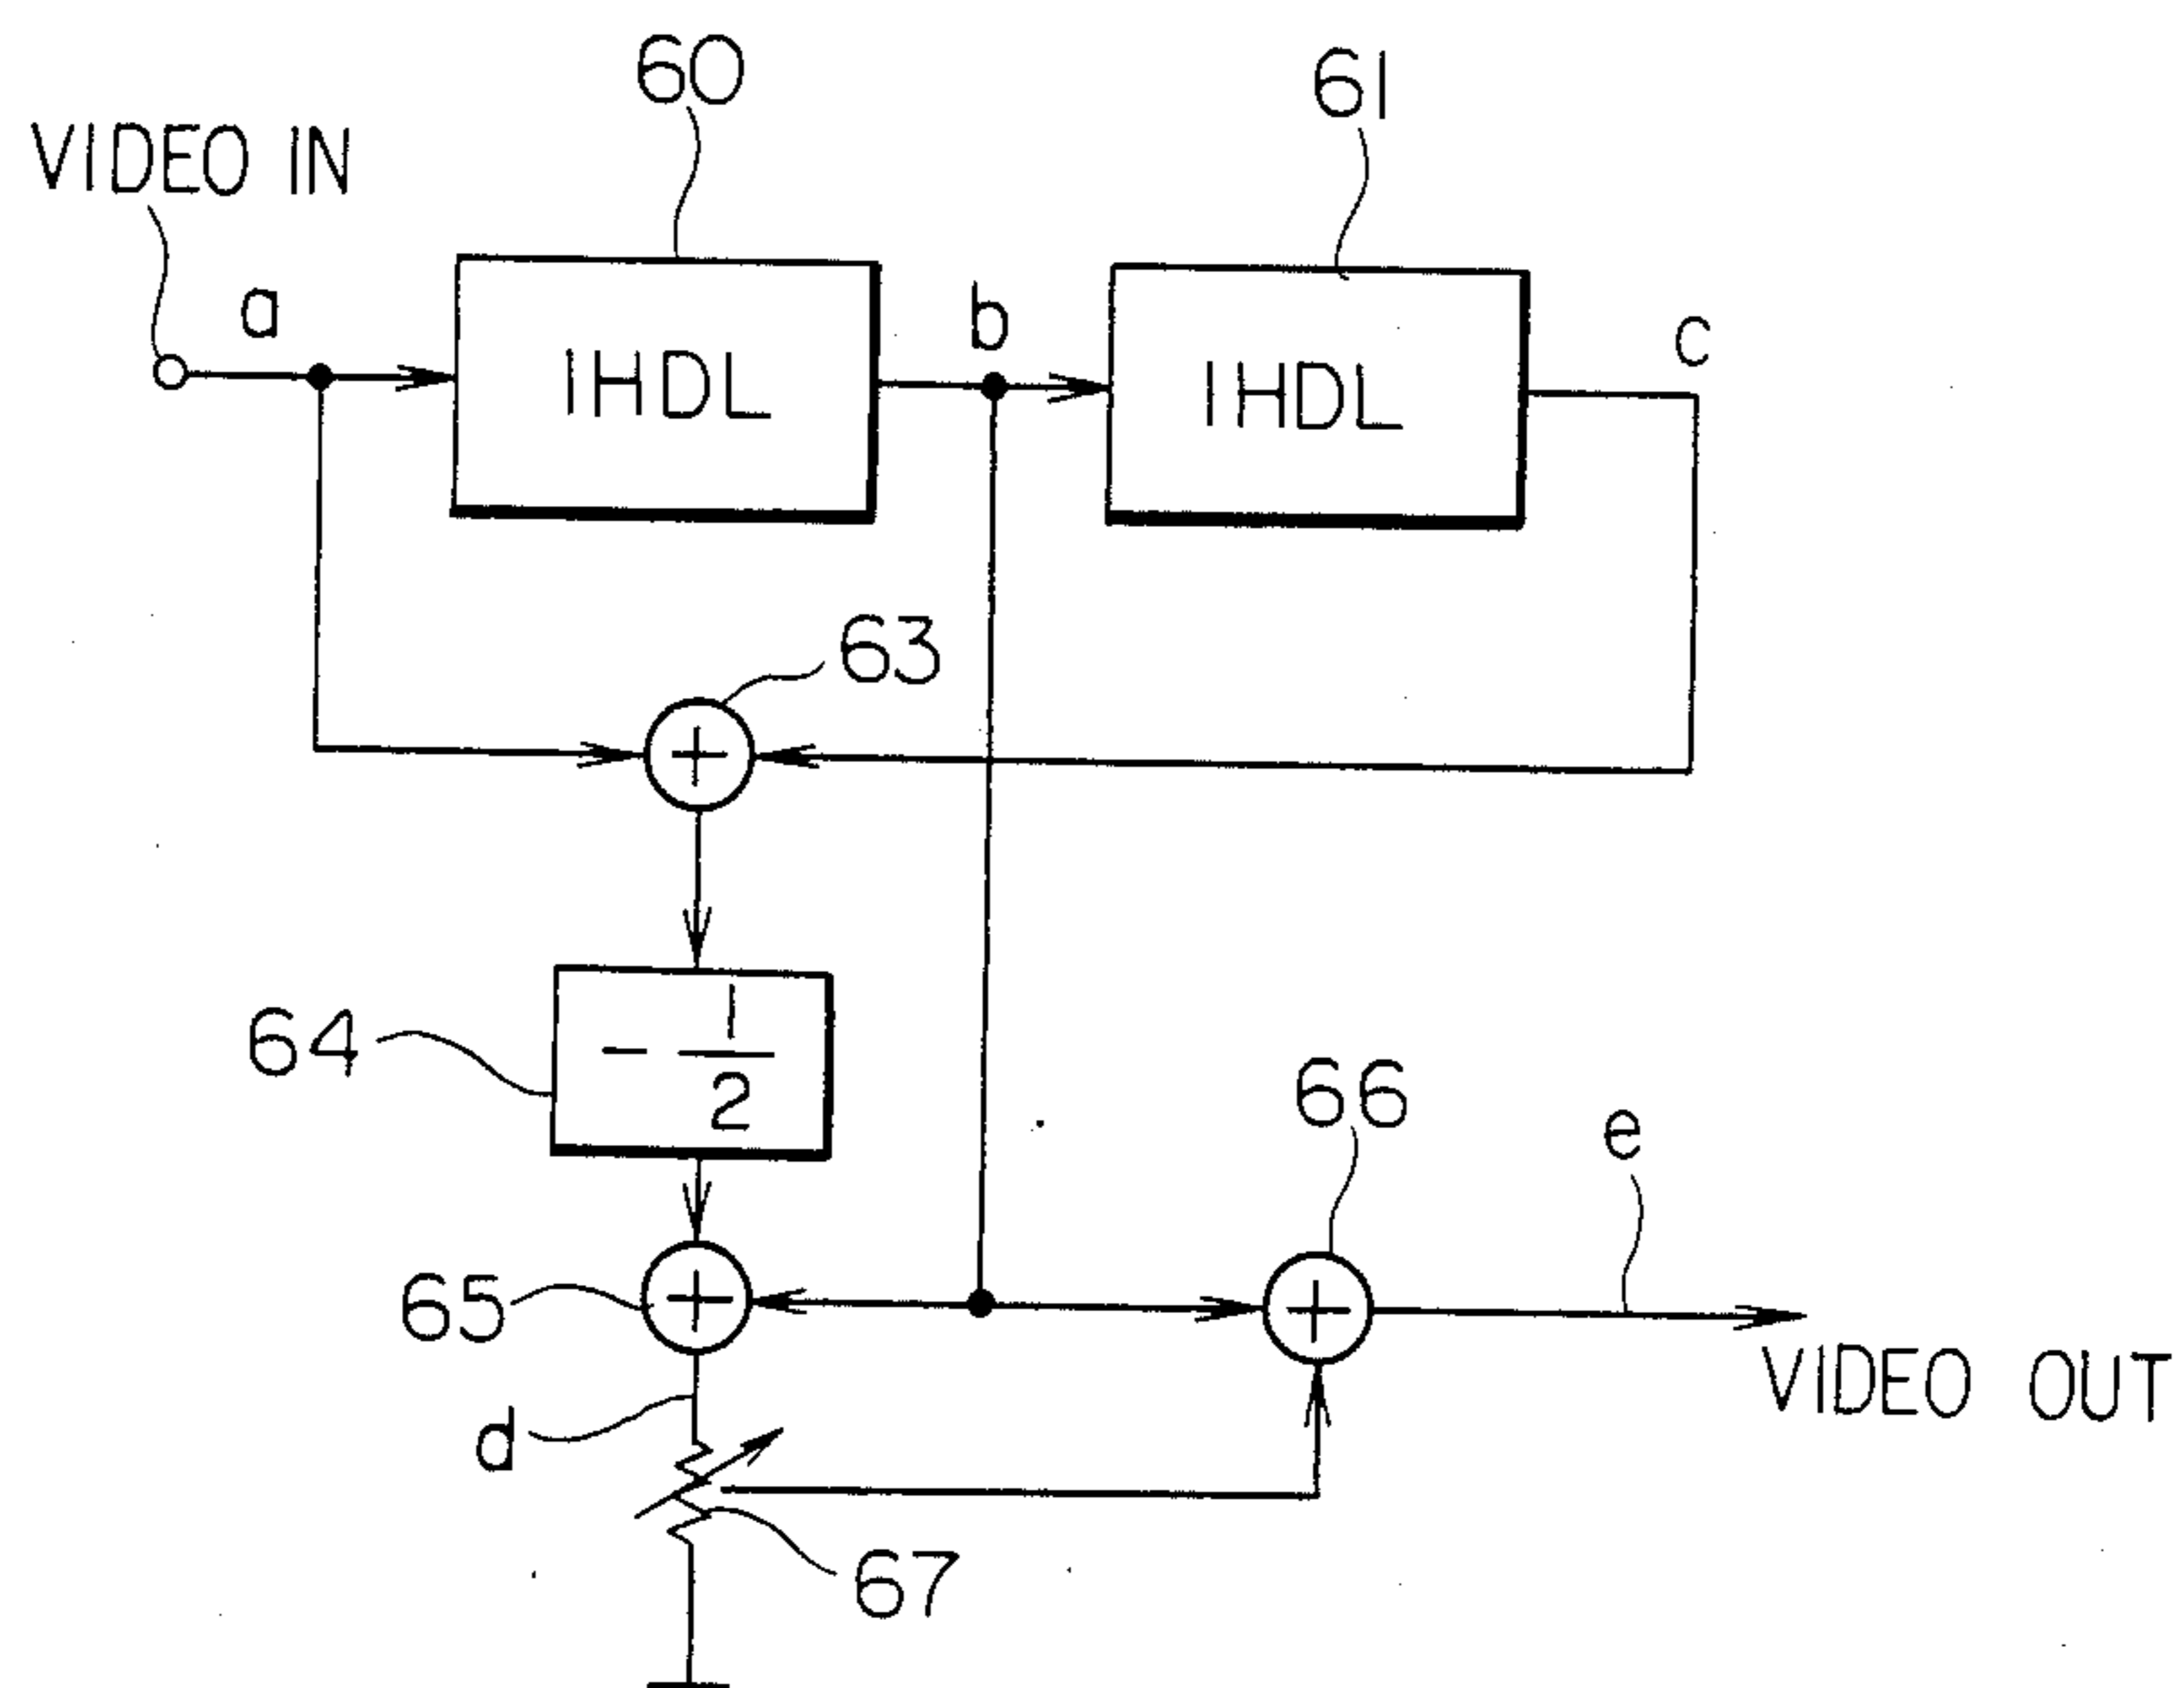 60
61
VIDEO IN
a
b
c
1HDL
1HDL
63
64
- 1/2
66
e
65
VIDEO OUT
d
67